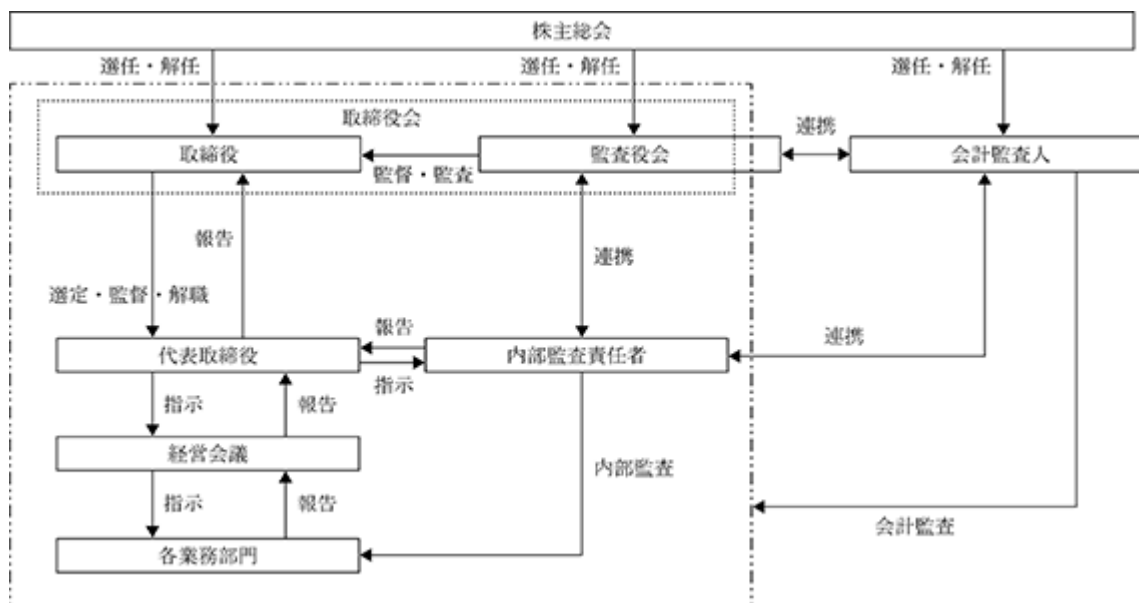 株主総会
選任・解任
選任・解任
選任・解任
取締役会
連携
取締役
監査役会
会計監査人
監督・監査
報告
連携
選定・監督・解職
報告
連携
代表取締役
内部監査責任者
指示
指示
報告
経営会議
内部監査
指示
報告
会計監査
各業務部門